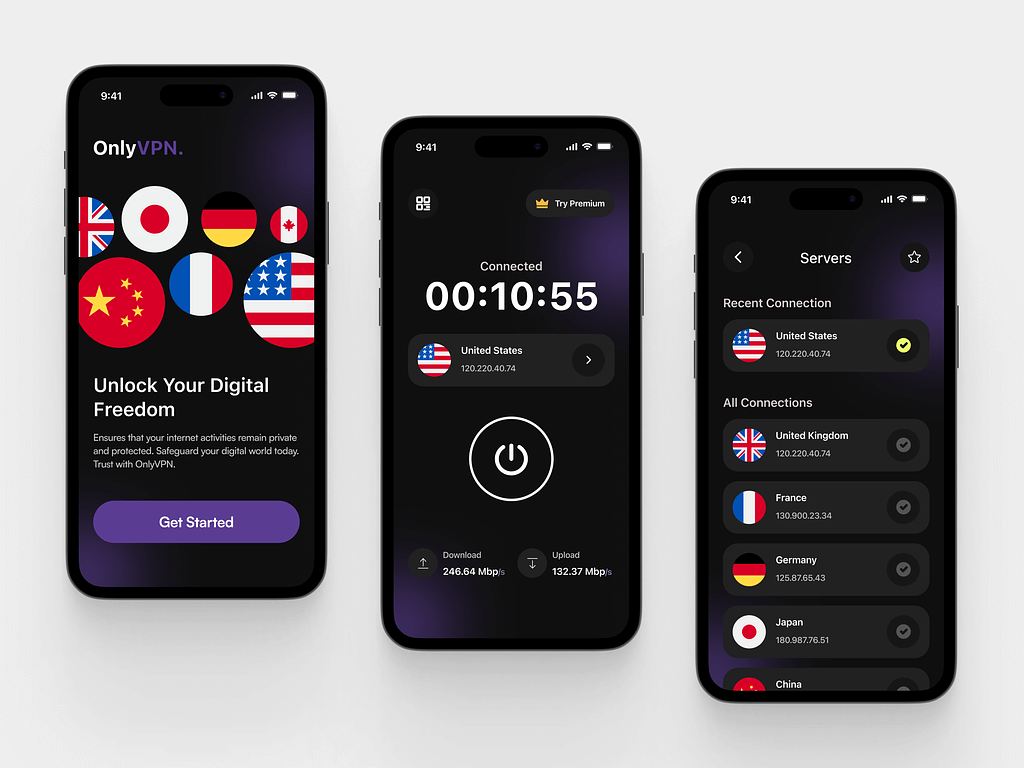 9:41
OnlyVPN.
Unlock Your Digital
Freedom
Ensures that your internet activities remain private
and protected. Safeguard your digital world today.
Trust with OnlyVPN.
Get Started
9:41
Try Premium
Connected
00:10:55
United States
120.220.40.74
Download
246.64 Mbp/s
Upload
132.37 Mbp/s
9:41
Servers
Recent Connection
United States
120.220.40.74
All Connections
United Kingdom
120.220.40.74
France
130.900.23.34
Germany
125.87.65.43
Japan
180.987.76.51
China